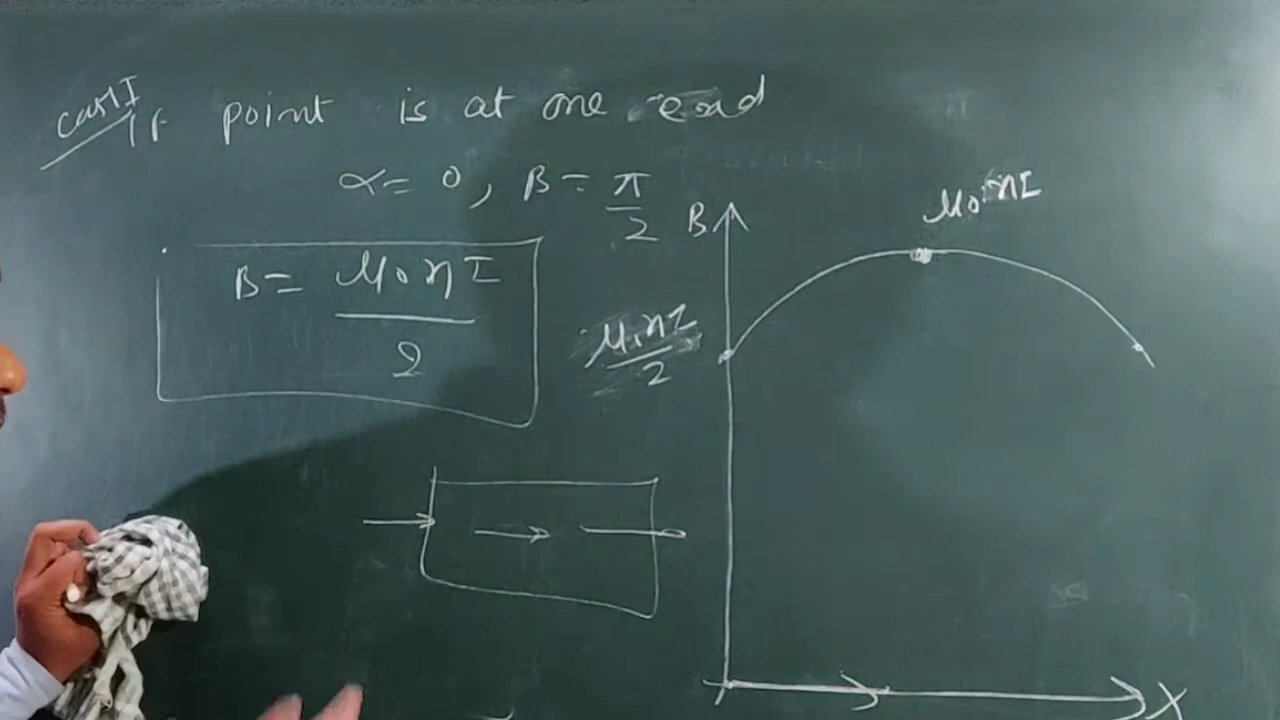 Case I
If point is at one end
α = 0, β = π/2
B = μ₀nI/2
B
μ₀nI
μ₀nI/2
X